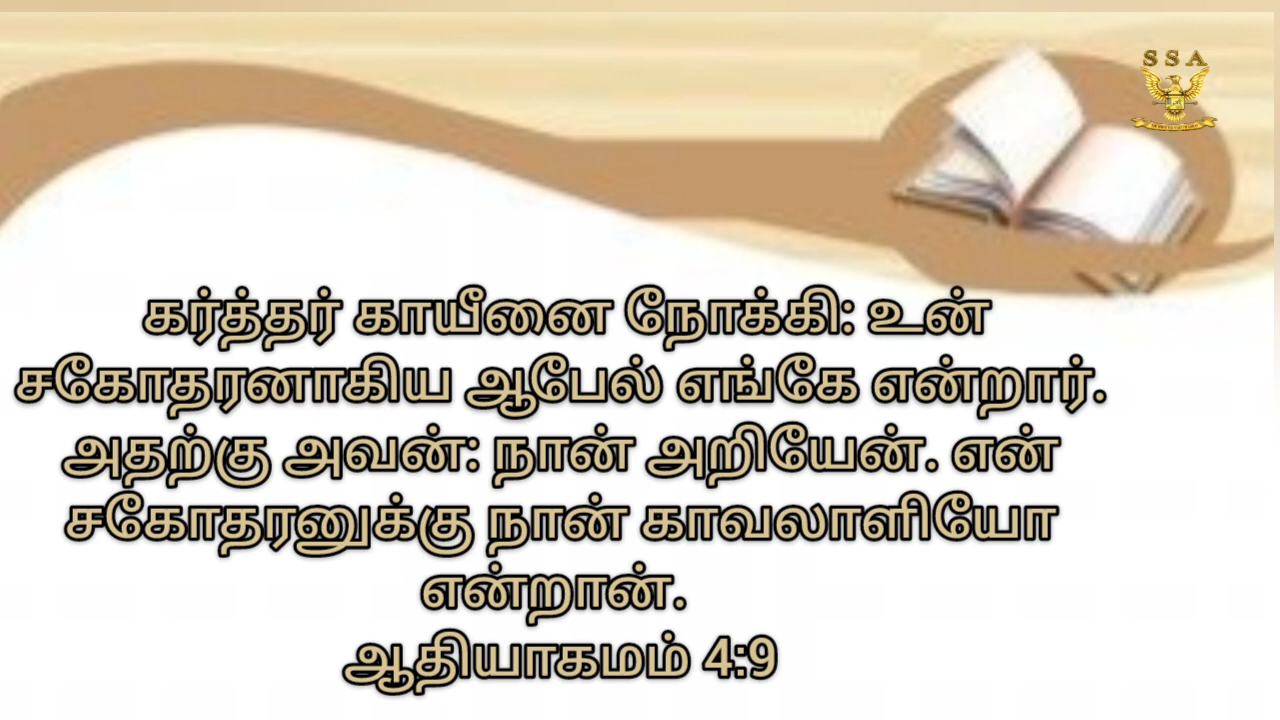 SSA
கர்த்தர் காயீனை நோக்கி: உன்
சகோதரனாகிய ஆபேல் எங்கே என்றார்.
அதற்கு அவன்: நான் அறியேன். என்
சகோதரனுக்கு நான் காவலாளியோ
என்றான்.
ஆதியாகமம் 4:9